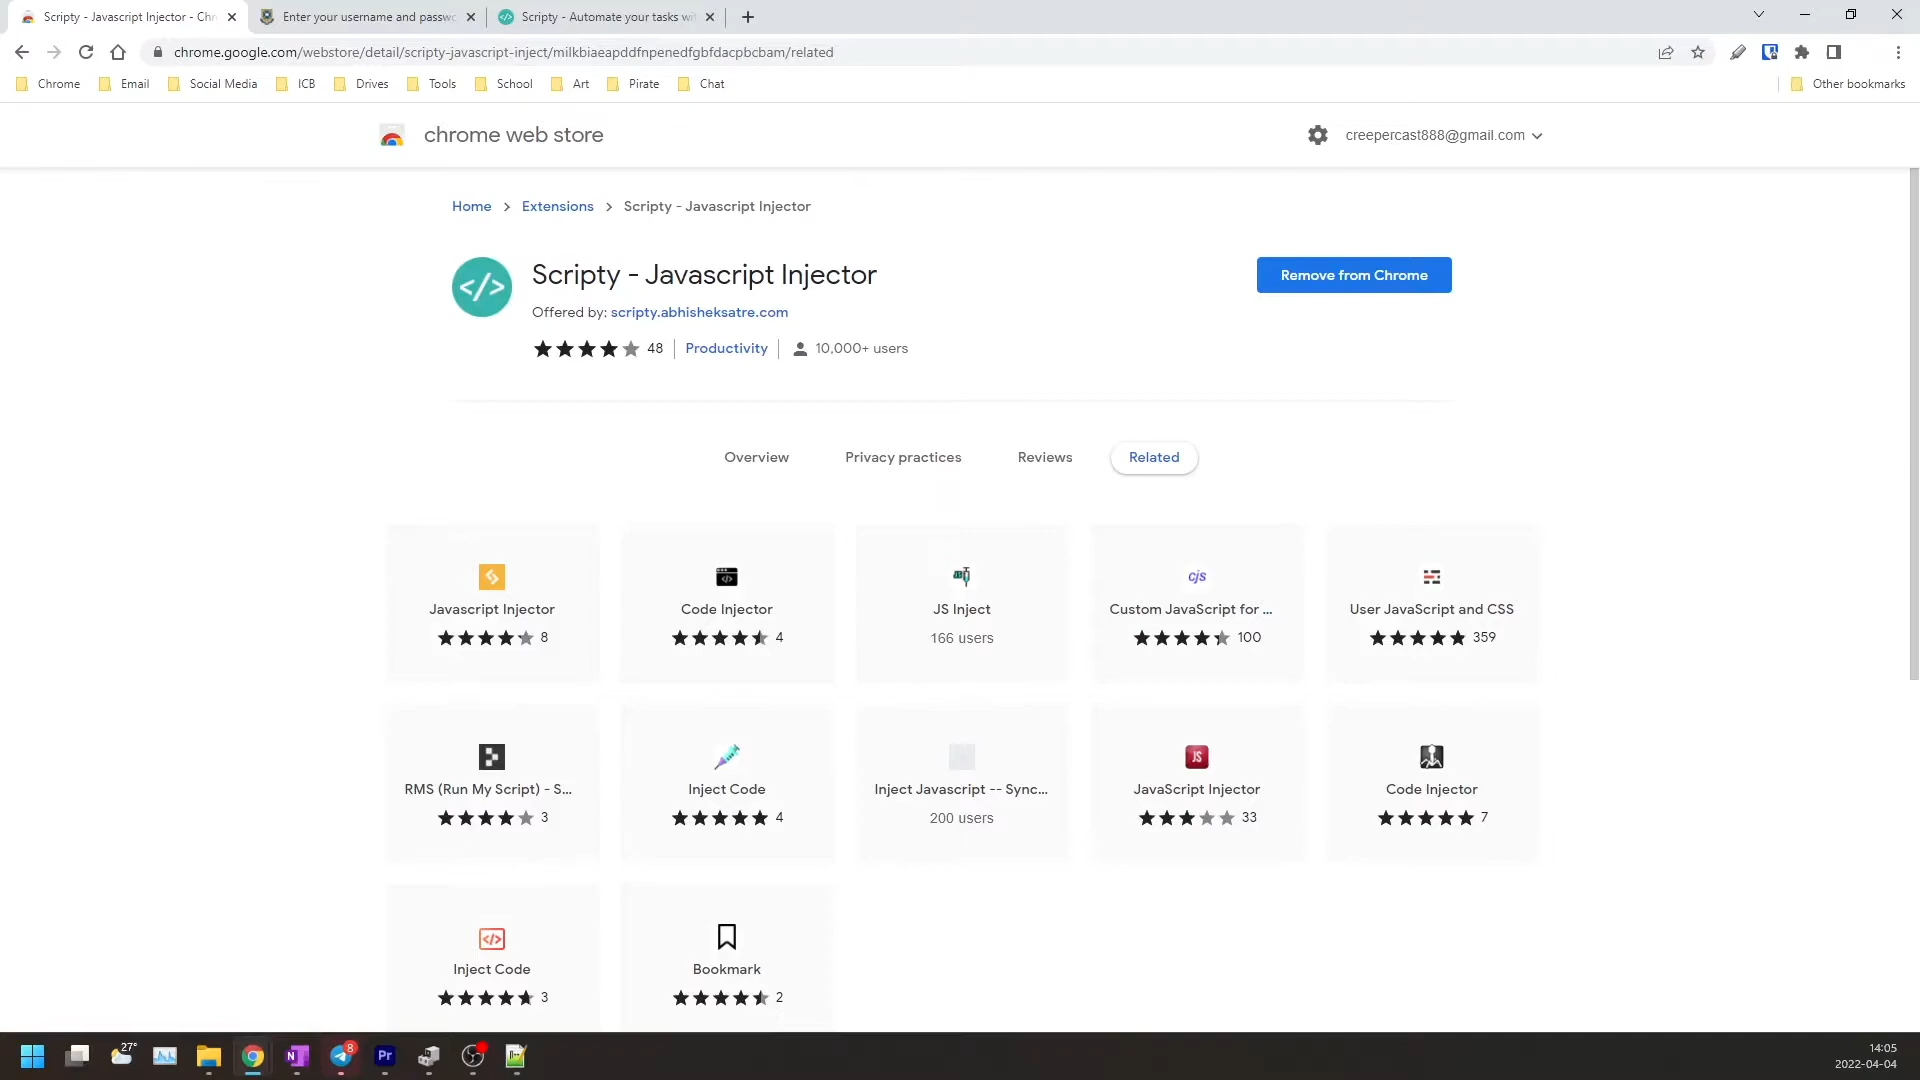 Scripty - Javascript Injector - Chr
Enter your username and passwo
Scripty - Automate your tasks wi
chrome.google.com/webstore/detail/scripty-javascript-inject/milkbiaeapddfnpenedfgbfdacpbcbam/related
Chrome
Email
Social Media
ICB
Drives
Tools
School
Art
Pirate
Chat
Other bookmarks
chrome web store
creepercast888@gmail.com
Home > Extensions > Scripty - Javascript Injector
</>
Scripty - Javascript Injector
Remove from Chrome
Offered by: scripty.abhisheksatre.com
48 Productivity 10,000+ users
Overview
Privacy practices
Reviews
Related
Javascript Injector
8
Code Injector
4
JS Inject
166 users
cjs
Custom JavaScript for ...
100
User JavaScript and CSS
359
RMS (Run My Script) - S...
3
Inject Code
4
Inject Javascript -- Sync...
200 users
JS
JavaScript Injector
33
Code Injector
7
</>
Inject Code
3
Bookmark
2
27°
N
8
Pr
14:05
2022-04-04